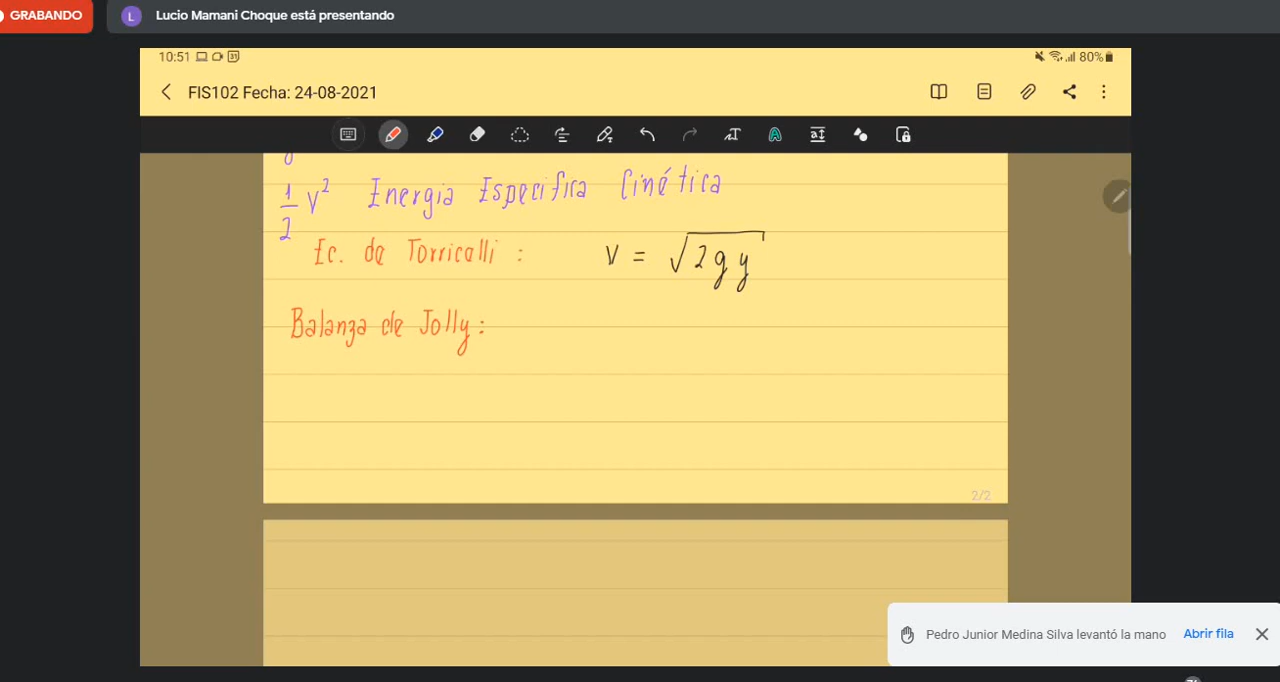 GRABANDO
L Lucio Mamani Choque está presentando
10:51 31 80%
FIS102 Fecha: 24-08-2021
1/2 v² Energia Especifica Cinética
Ec. de Torricelli : v = √2gy
Balanza de Jolly :
2/2
Pedro Junior Medina Silva levantó la mano Abrir fila